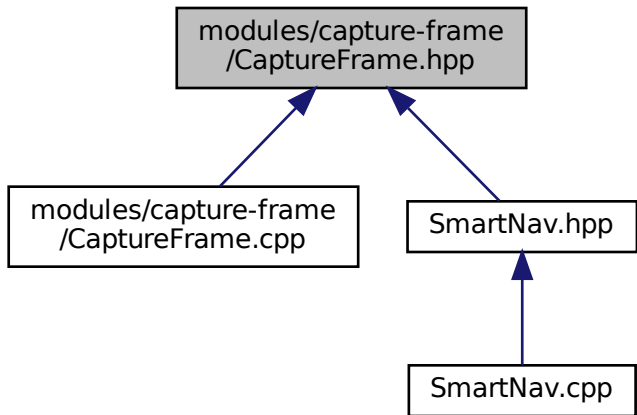 modules/capture-frame
/CaptureFrame.hpp
modules/capture-frame
/CaptureFrame.cpp
SmartNav.hpp
SmartNav.cpp